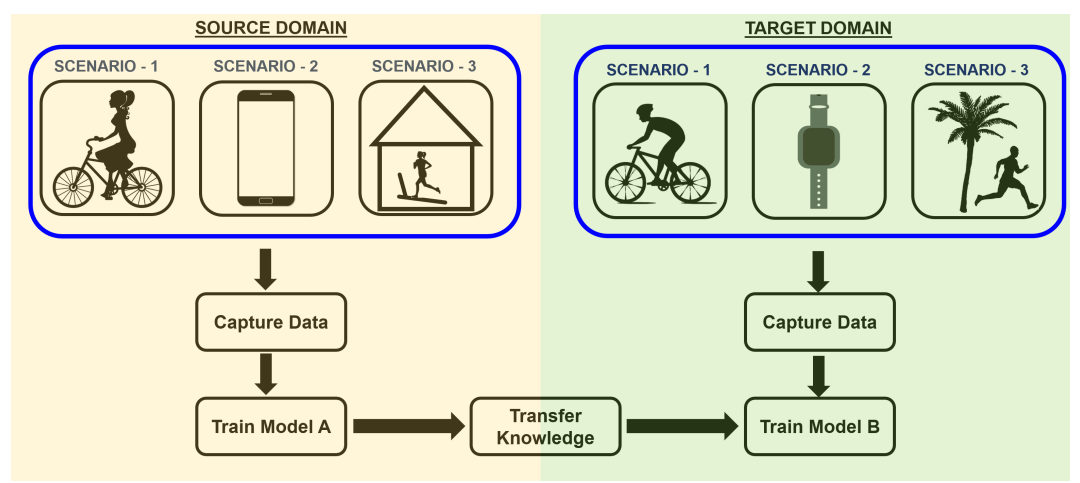 SOURCE DOMAIN
SCENARIO - 1
SCENARIO - 2
SCENARIO - 3
Capture Data
Train Model A
Transfer
Knowledge
TARGET DOMAIN
SCENARIO - 1
SCENARIO - 2
SCENARIO - 3
Capture Data
Train Model B